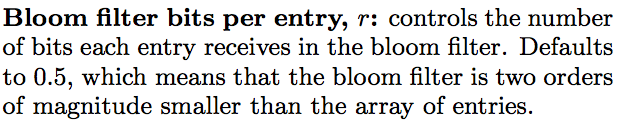 Bloom filter bits per entry, r: controls the number
of bits each entry receives in the bloom filter. Defaults
to 0.5, which means that the bloom filter is two orders
of magnitude smaller than the array of entries.